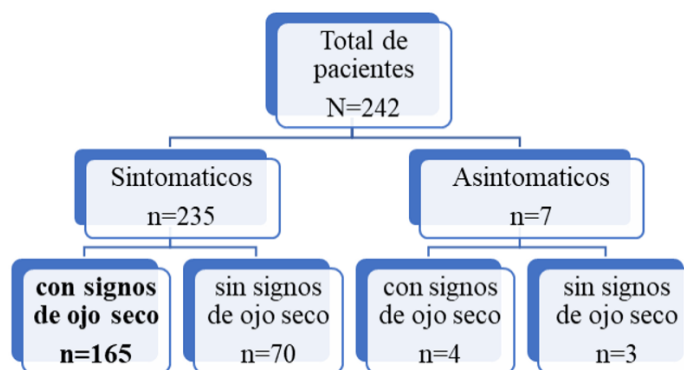 Total de
pacientes
N=242
Sintomaticos
n=235
Asintomaticos
n=7
con signos
de ojo seco
n=165
sin signos
de ojo seco
n=70
con signos
de ojo seco
n=4
sin signos
de ojo seco
n=3